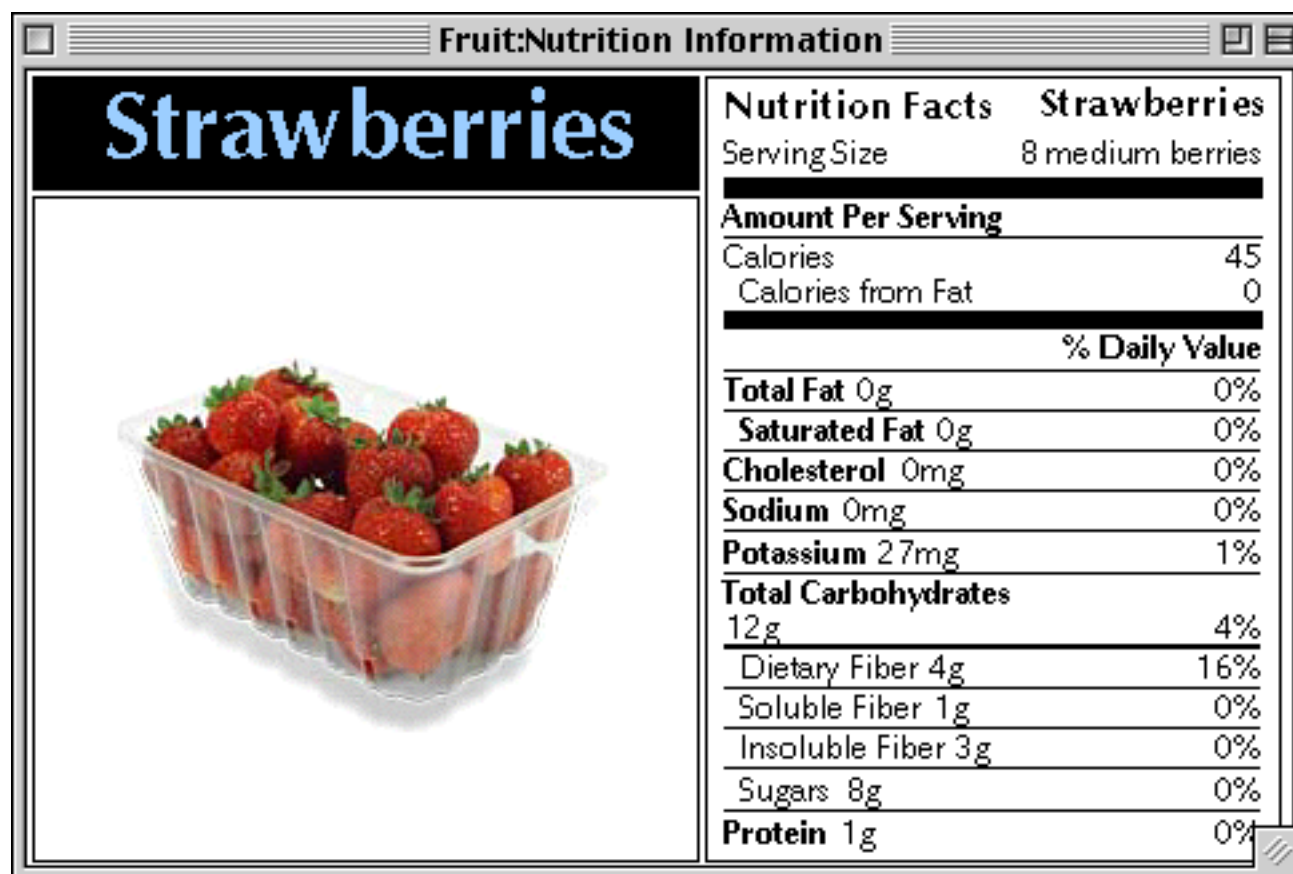 Fruit:Nutrition Information
Strawberries
Nutrition Facts Strawberries
Serving Size 8 medium berries
Amount Per Serving
Calories 45
Calories from Fat 0
% Daily Value
Total Fat 0g 0%
Saturated Fat 0g 0%
Cholesterol 0mg 0%
Sodium 0mg 0%
Potassium 27mg 1%
Total Carbohydrates
12g 4%
Dietary Fiber 4g 16%
Soluble Fiber 1g 0%
Insoluble Fiber 3g 0%
Sugars 8g 0%
Protein 1g 0%